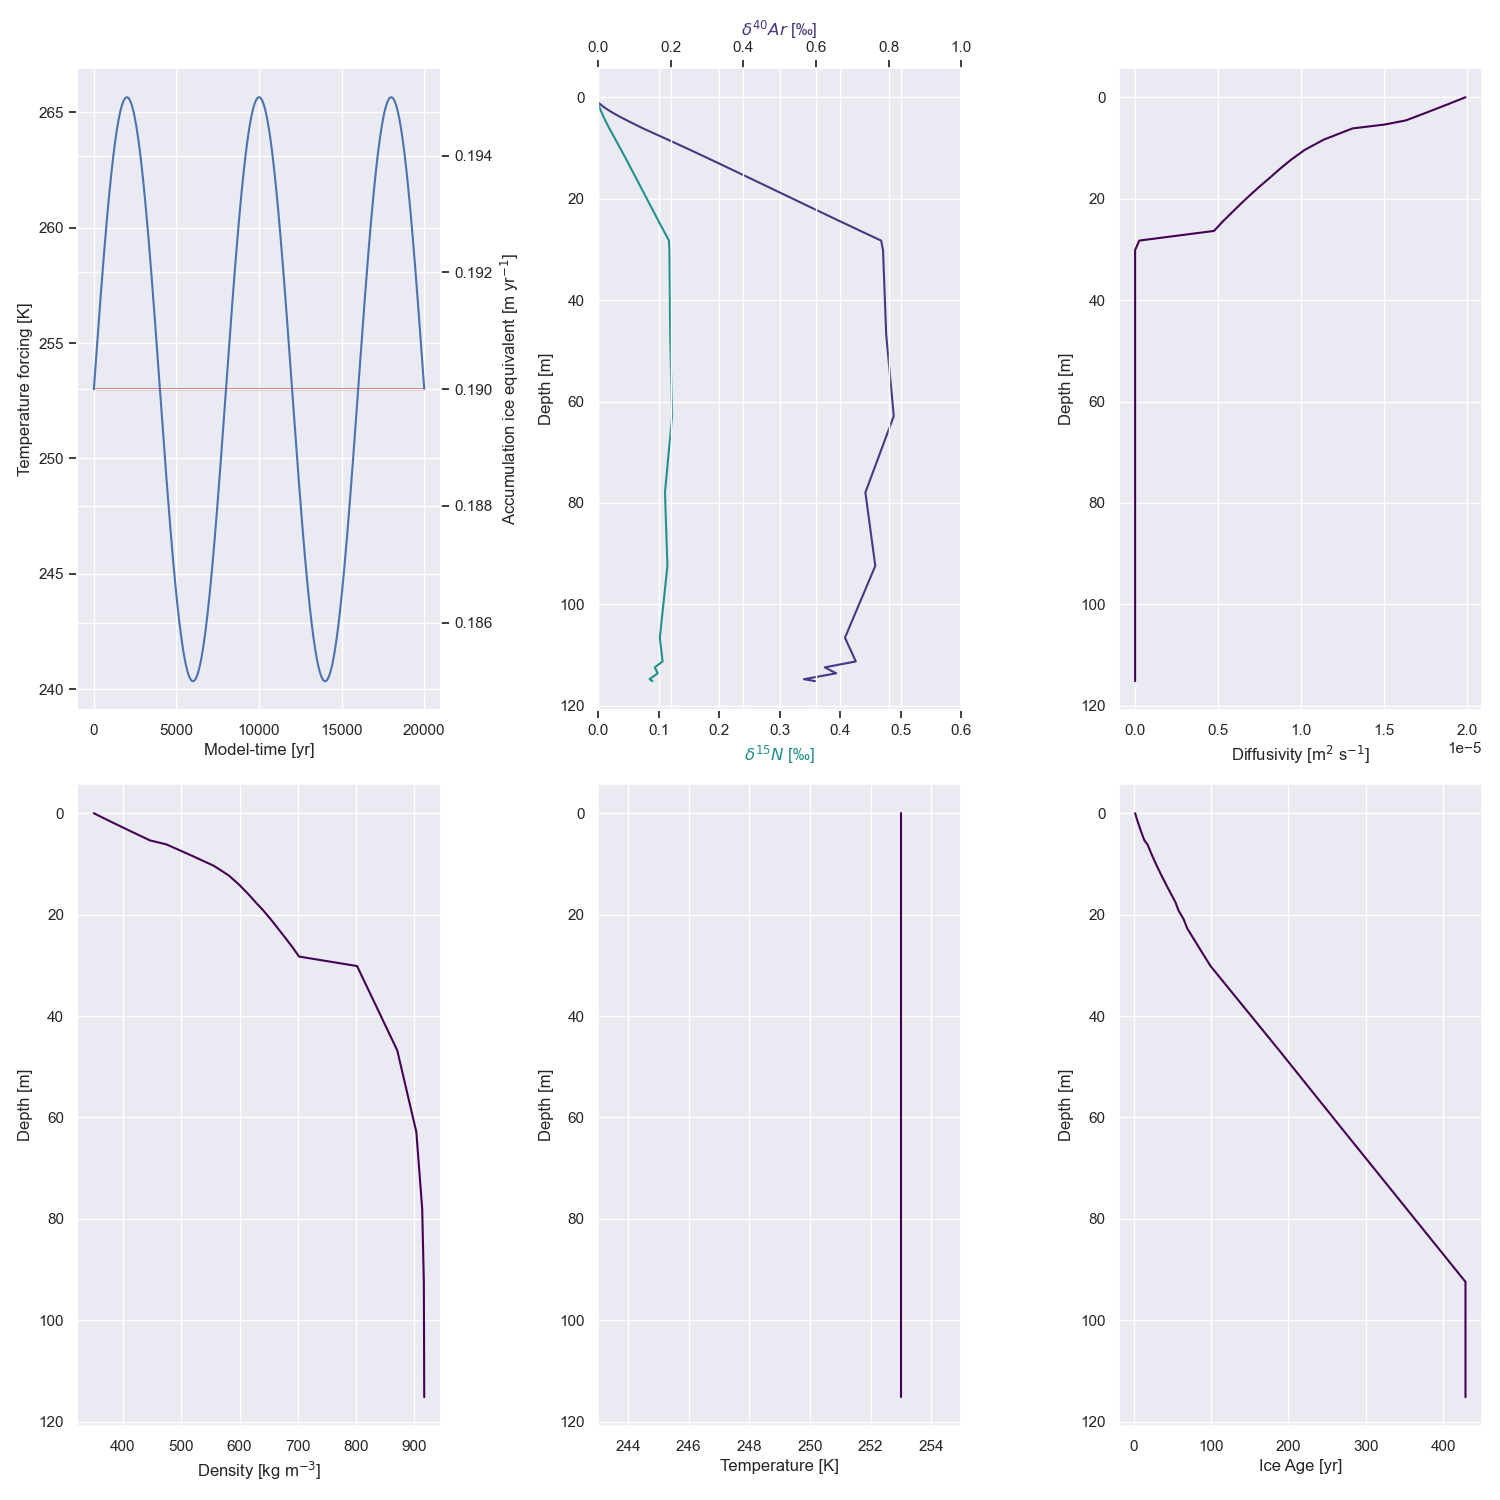 δ⁴⁰Ar [‰]
0.0 0.2 0.4 0.6 0.8 1.0
Temperature forcing [K]
265
260
255
250
245
240
0 5000 10000 15000 20000
Model-time [yr]
0.194
0.192
0.190
0.188
0.186
Accumulation ice equivalent [m yr⁻¹]
Depth [m]
0
20
40
60
80
100
120
0.0 0.1 0.2 0.3 0.4 0.5 0.6
δ¹⁵N [‰]
Depth [m]
0
20
40
60
80
100
120
0.0 0.5 1.0 1.5 2.0
1e−5
Diffusivity [m² s⁻¹]
Depth [m]
0
20
40
60
80
100
120
400 500 600 700 800 900
Density [kg m⁻³]
Depth [m]
0
20
40
60
80
100
120
244 246 248 250 252 254
Temperature [K]
Depth [m]
0
20
40
60
80
100
120
0 100 200 300 400
Ice Age [yr]